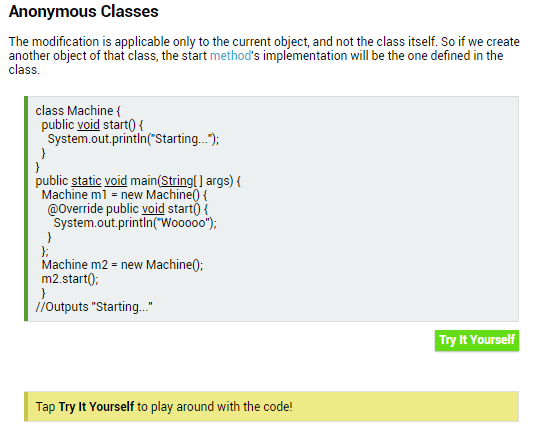 Anonymous Classes
The modification is applicable only to the current object, and not the class itself. So if we create
another object of that class, the start method's implementation will be the one defined in the
class.
class Machine {
public void start() {
System.out.println("Starting...");
}
}
public static void main(String[ ] args) {
Machine m1 = new Machine() {
@Override public void start() {
System.out.println("Wooooo");
}
};
Machine m2 = new Machine();
m2.start();
}
//Outputs "Starting..."
Try It Yourself
Tap Try It Yourself to play around with the code!